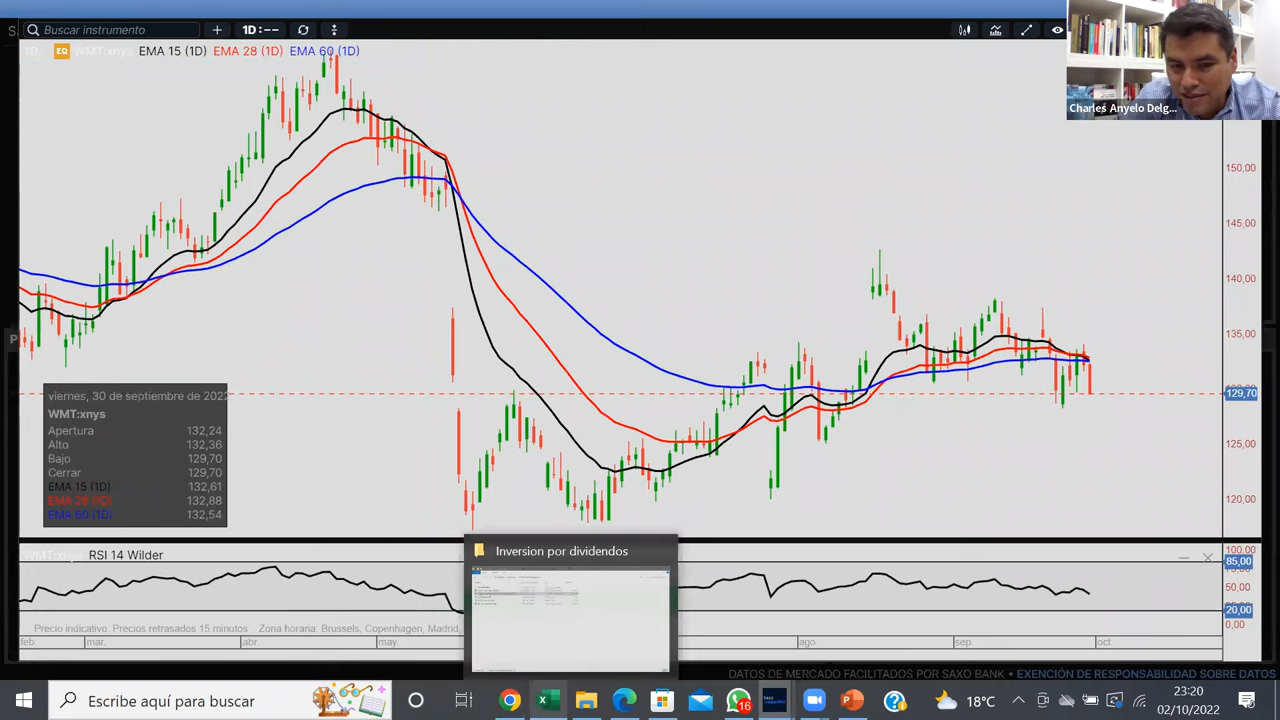 Buscar instrumento
1D
1D EQ WMT:xnys EMA 15 (1D) EMA 28 (1D) EMA 60 (1D)
Charles Anyelo Delg...
150,00
145,00
140,00
135,00
129,70
125,00
120,00
viernes, 30 de septiembre de 2022
WMT:xnys
Apertura 132,24
Alto 132,36
Bajo 129,70
Cerrar 129,70
EMA 15 (1D) 132,61
EMA 28 (1D) 132,88
EMA 60 (1D) 132,54
Inversion por dividendos
WMT:xnys RSI 14 Wilder
100,00
85,00
50,00
20,00
0,00
Precio indicativo. Precios retrasados 15 minutos Zona horaria: Brussels, Copenhagen, Madrid,
feb. mar. abr. may. ago. sep. oct.
DATOS DE MERCADO FACILITADOS POR SAXO BANK • EXENCIÓN DE RESPONSABILIDAD SOBRE DATOS
Escribe aquí para buscar
16
18°C
23:20
02/10/2022